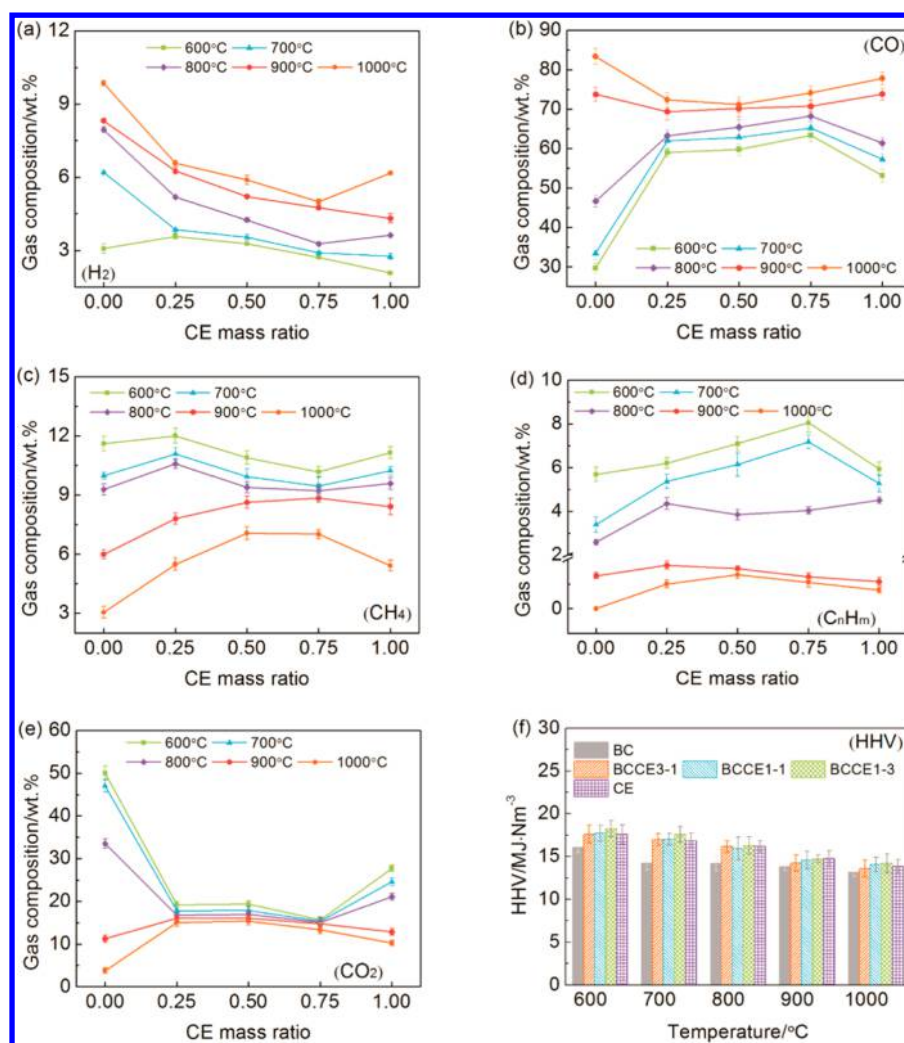 (a)
12
9
6
3
Gas composition/wt.%
600°C 700°C
800°C 900°C 1000°C
(H2)
0.00 0.25 0.50 0.75 1.00
CE mass ratio
(b)
(CO)
90
80
70
60
50
40
30
Gas composition/wt.%
600°C 700°C
800°C 900°C 1000°C
0.00 0.25 0.50 0.75 1.00
CE mass ratio
(c)
15
12
9
6
3
Gas composition/wt.%
600°C 700°C
800°C 900°C 1000°C
(CH4)
0.00 0.25 0.50 0.75 1.00
CE mass ratio
(d)
10
8
6
4
2
0
Gas composition/wt.%
600°C 700°C
800°C 900°C 1000°C
(CnHm)
0.00 0.25 0.50 0.75 1.00
CE mass ratio
(e)
60
50
40
30
20
10
0
Gas composition/wt.%
600°C 700°C
800°C 900°C 1000°C
(CO2)
0.00 0.25 0.50 0.75 1.00
CE mass ratio
(f)
(HHV)
30
25
20
15
10
5
0
HHV/MJ·Nm-3
BC
BCCE3-1 BCCE1-1 BCCE1-3
CE
600 700 800 900 1000
Temperature/°C